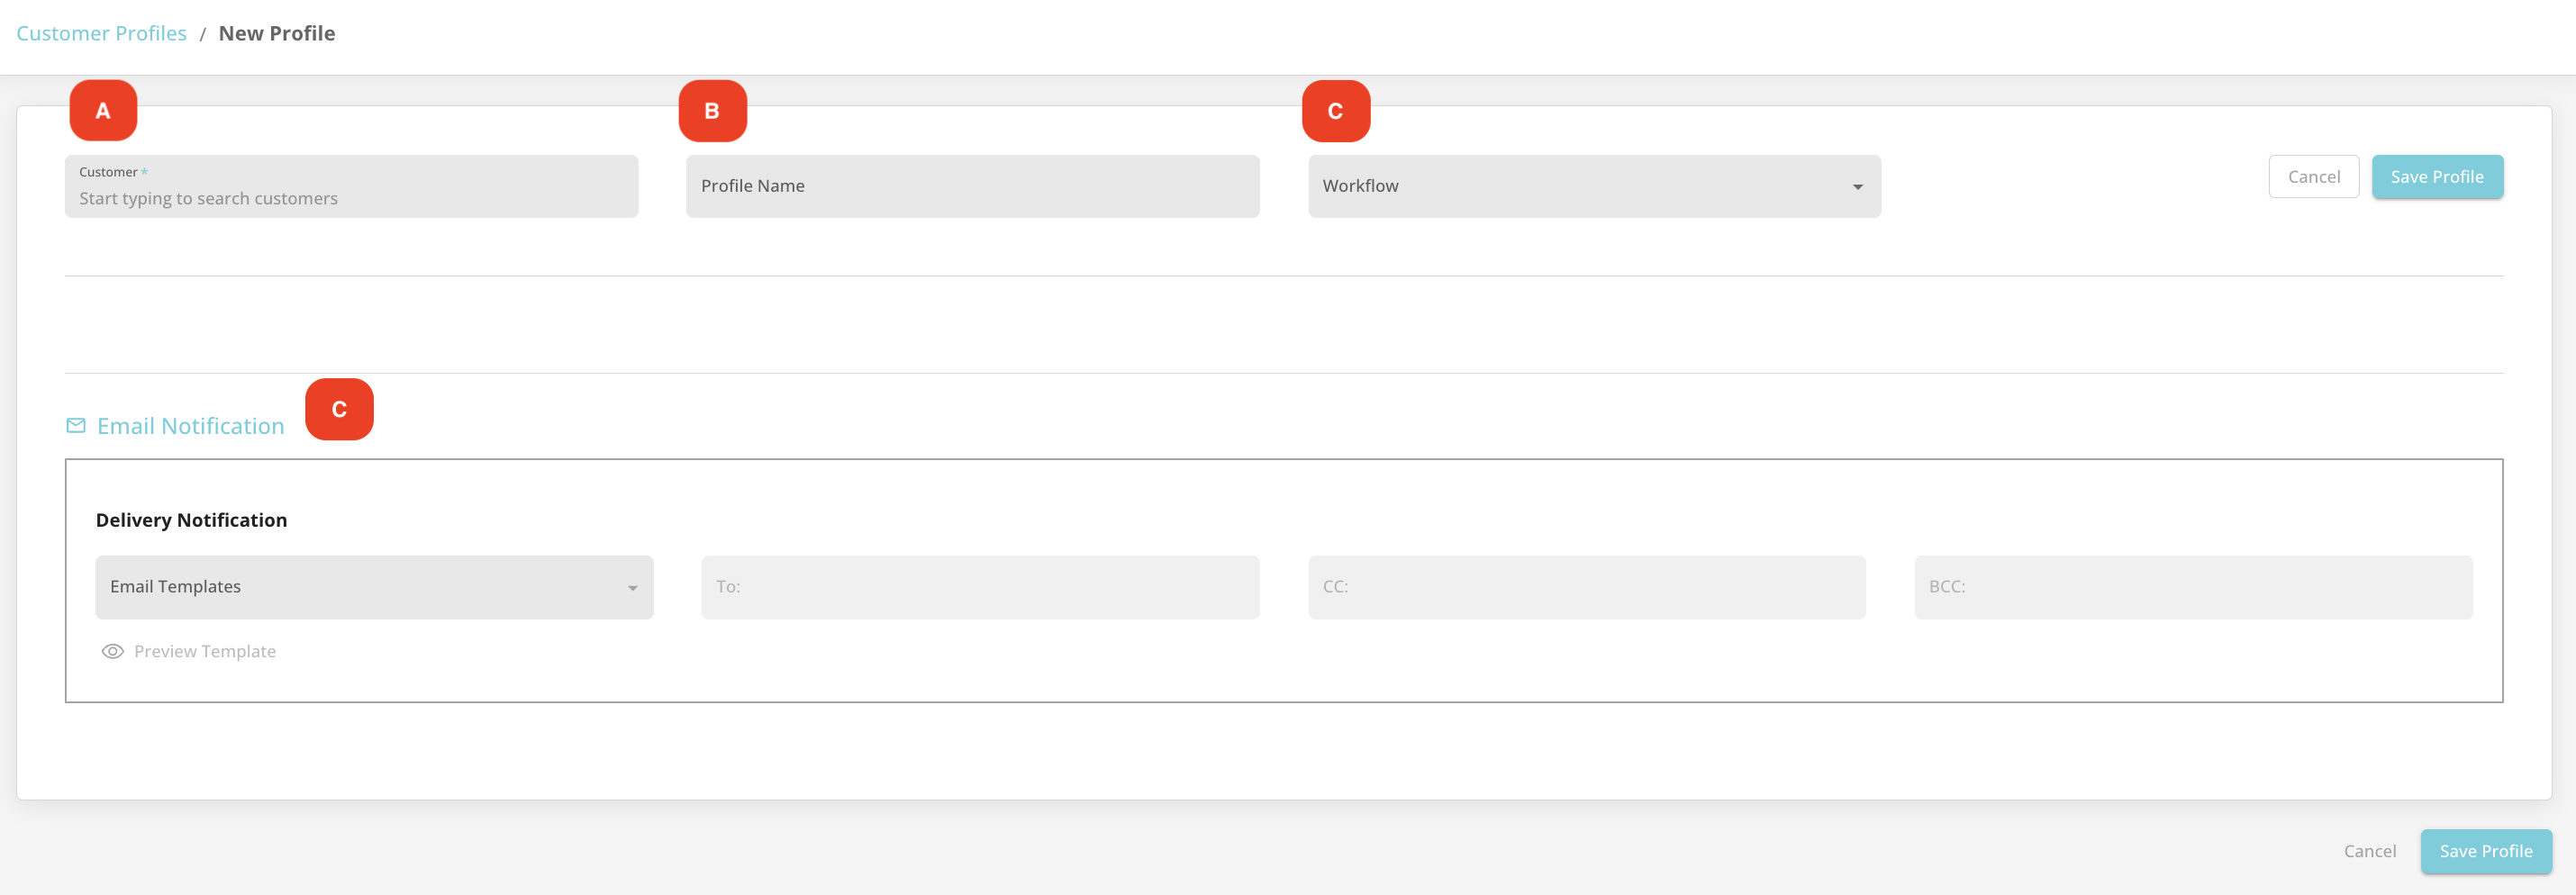 Customer Profiles / New Profile
A
B
C
Customer *
Start typing to search customers
Profile Name
Workflow
Cancel
Save Profile
Email Notification
C
Delivery Notification
Email Templates
To:
CC:
BCC:
Preview Template
Cancel
Save Profile